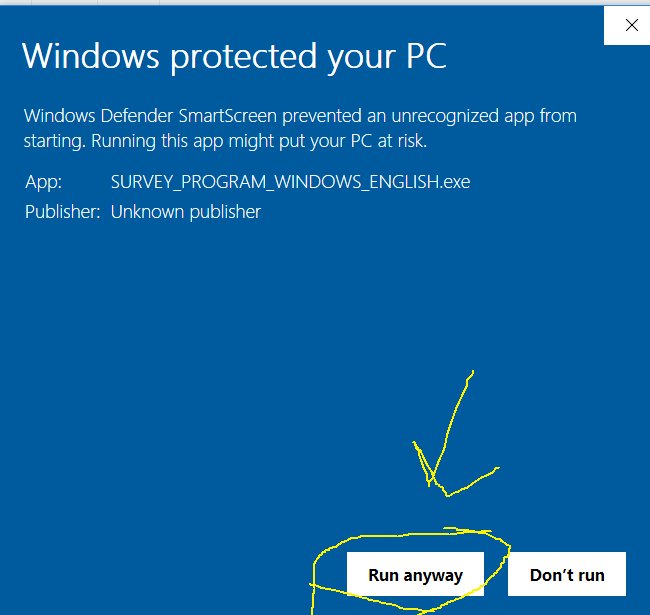 Windows protected your PC
Windows Defender SmartScreen prevented an unrecognized app from
starting. Running this app might put your PC at risk.
App: SURVEY_PROGRAM_WINDOWS_ENGLISH.exe
Publisher: Unknown publisher
Run anyway Don’t run